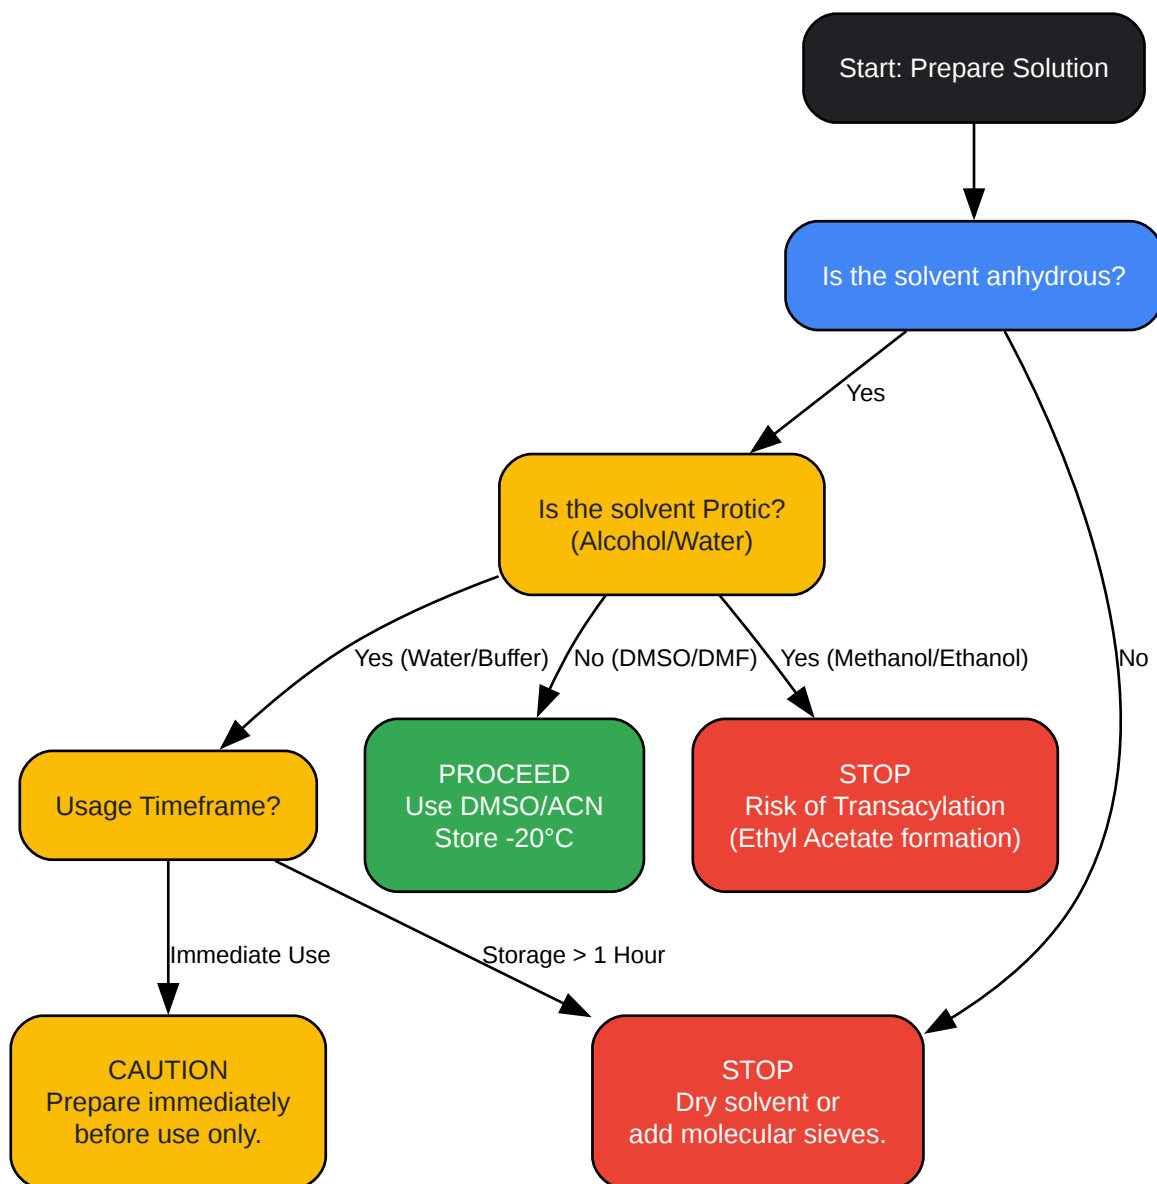 Start: Prepare Solution
Is the solvent anhydrous?
Yes
Is the solvent Protic?
(Alcohol/Water)
Yes (Water/Buffer)
No (DMSO/DMF)
Yes (Methanol/Ethanol)
No
Usage Timeframe?
PROCEED
Use DMSO/ACN
Store -20°C
STOP
Risk of Transacylation
(Ethyl Acetate formation)
Immediate Use
Storage > 1 Hour
CAUTION
Prepare immediately
before use only.
STOP
Dry solvent or
add molecular sieves.